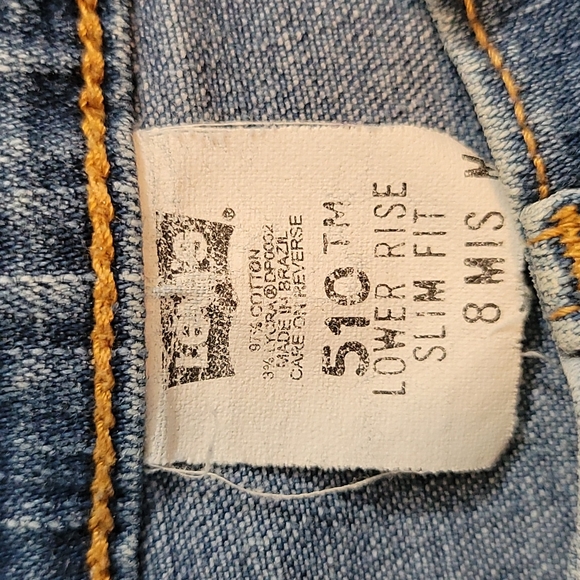 LEVI'S ®
97% COTTON
3% LYCRA® DP0002
MADE IN BRAZIL
CARE ON REVERSE
510 TM
LOWER RISE
SLIM FIT
8 MIS